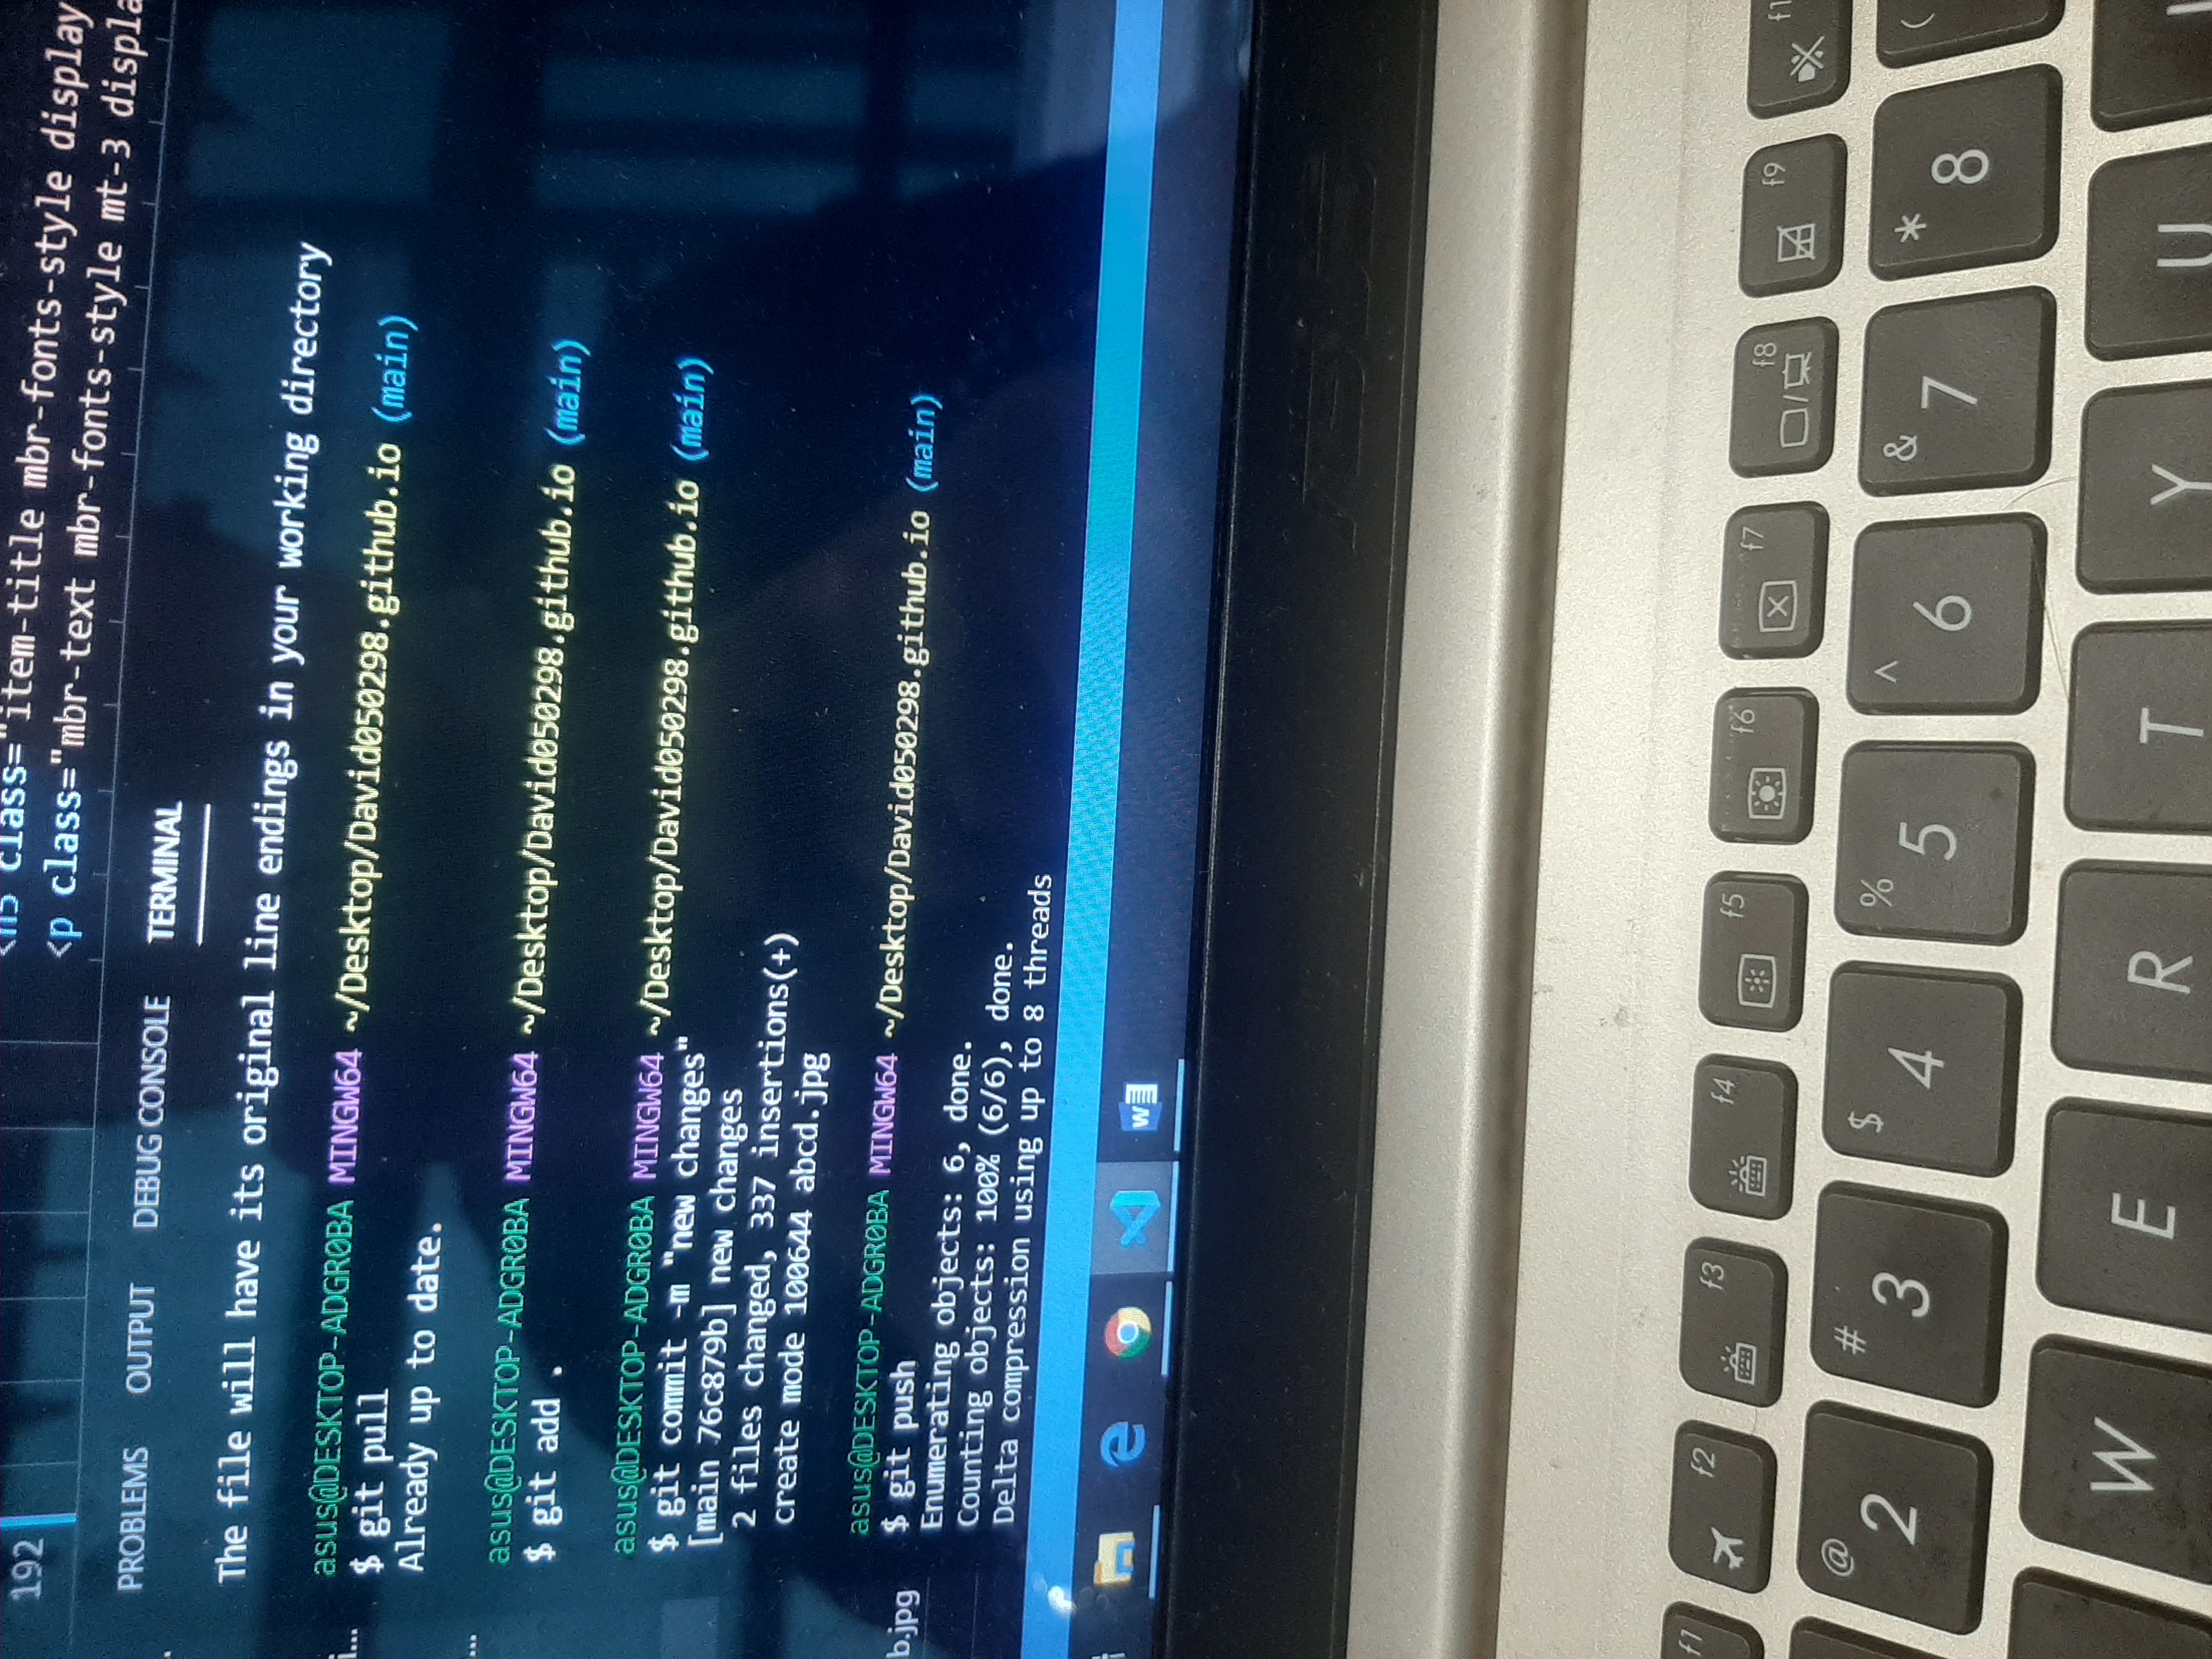 192
class="item-title mbr-fonts-style display
<p class="mbr-text mbr-fonts-style mt-3 displa
PROBLEMS OUTPUT DEBUG CONSOLE TERMINAL
The file will have its original line endings in your working directory
asus@DESKTOP-ADGR0BA MINGW64 ~/Desktop/David050298.github.io (main)
$ git pull
Already up to date.
asus@DESKTOP-ADGR0BA MINGW64 ~/Desktop/David050298.github.io (main)
$ git add .
asus@DESKTOP-ADGR0BA MINGW64 ~/Desktop/David050298.github.io (main)
$ git commit -m "new changes"
[main 76c879b] new changes
2 files changed, 337 insertions(+)
create mode 100644 abcd.jpg
asus@DESKTOP-ADGR0BA MINGW64 ~/Desktop/David050298.github.io (main)
b.jpg
$ git push
Enumerating objects: 6, done.
Counting objects: 100% (6/6), done.
Delta compression using up to 8 threads
W
f1 f2 f3 f4 f5 f6 f7 f8 f9
@ 2 # 3 $ 4 % 5 ^ 6 & 7 * 8 (
W E R T Y U